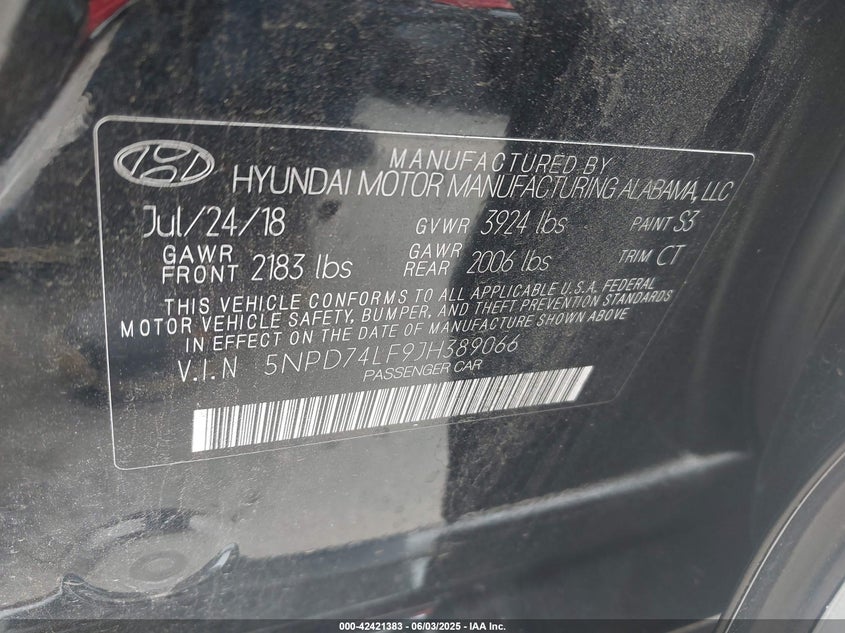 MANUFACTURED BY
HYUNDAI MOTOR MANUFACTURING ALABAMA, LLC
Jul/24/18 GVWR 3924 lbs PAINT S3
GAWR FRONT 2183 lbs GAWR REAR 2006 lbs TRIM CT
THIS VEHICLE CONFORMS TO ALL APPLICABLE U.S.A. FEDERAL
MOTOR VEHICLE SAFETY, BUMPER, AND THEFT PREVENTION STANDARDS
IN EFFECT ON THE DATE OF MANUFACTURE SHOWN ABOVE
V.I.N 5NPD74LF9JH389066
PASSENGER CAR
000-42421383 - 06/03/2025 - IAA Inc.